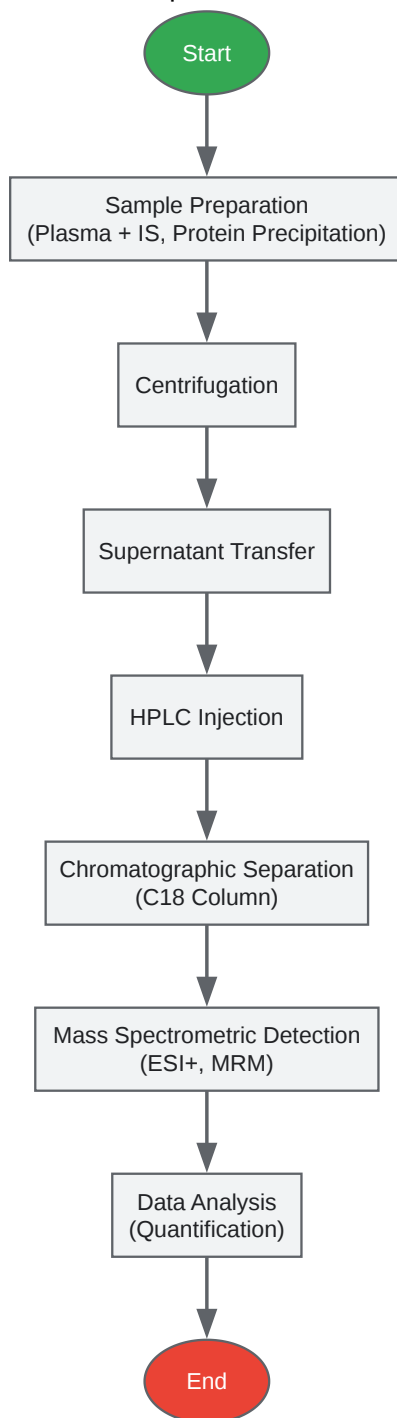 Start
Sample Preparation
(Plasma + IS, Protein Precipitation)
Centrifugation
Supernatant Transfer
HPLC Injection
Chromatographic Separation
(C18 Column)
Mass Spectrometric Detection
(ESI+, MRM)
Data Analysis
(Quantification)
End